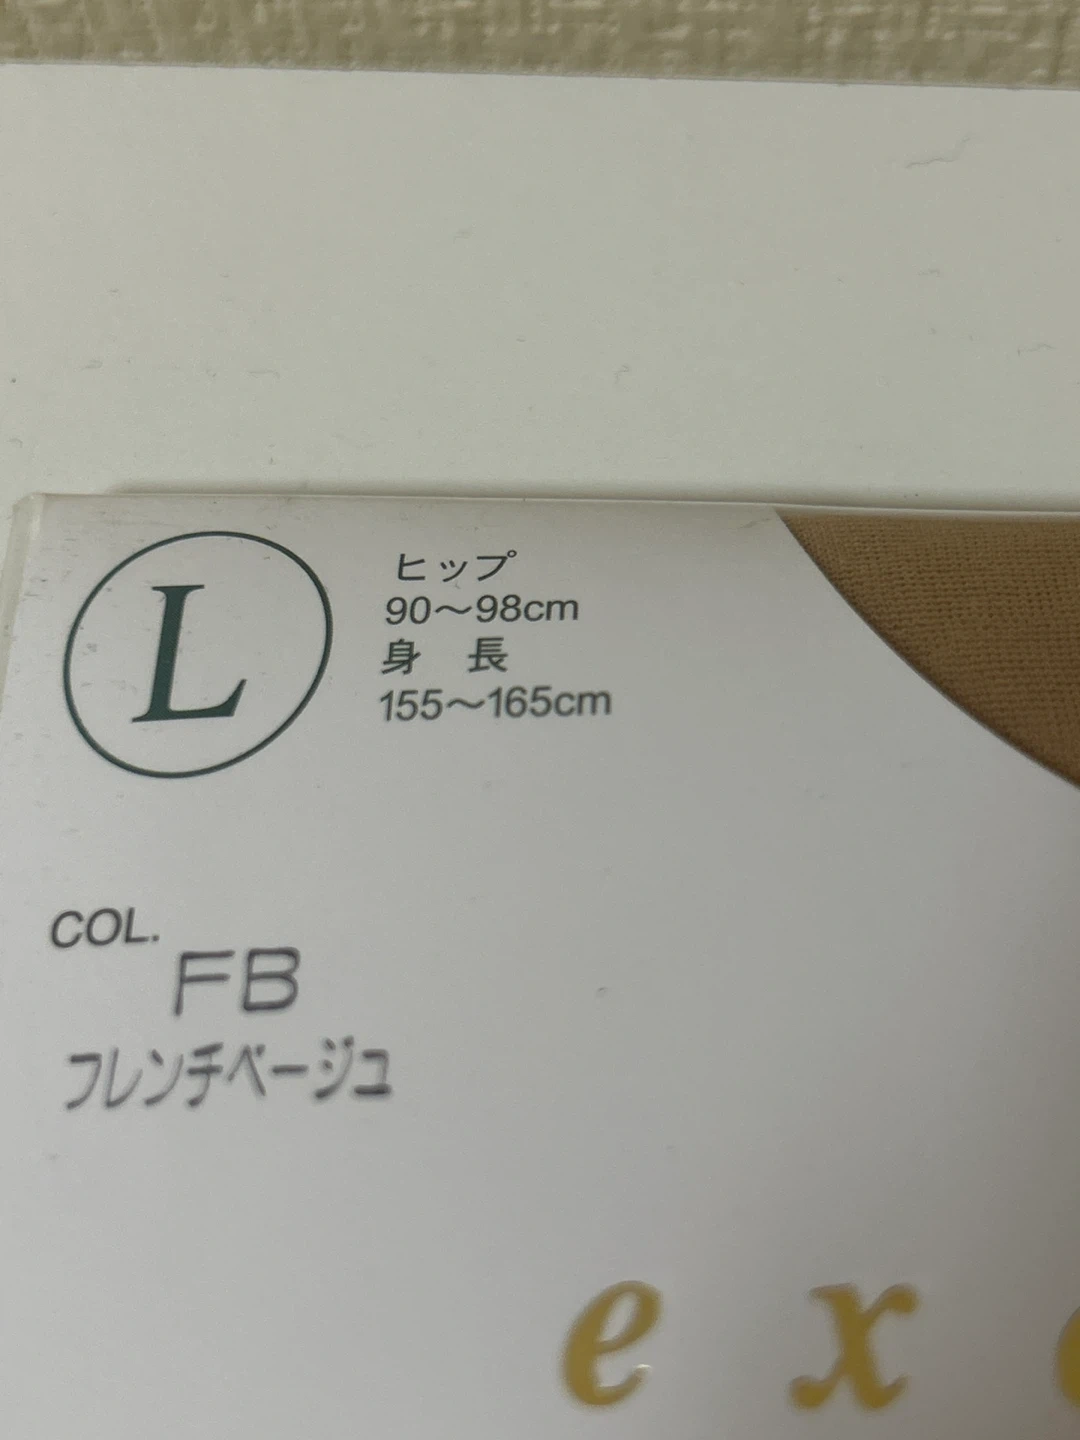 L
ヒップ
90〜98cm
身 長
155〜165cm
COL.
FB
フレンチベージュ
e x